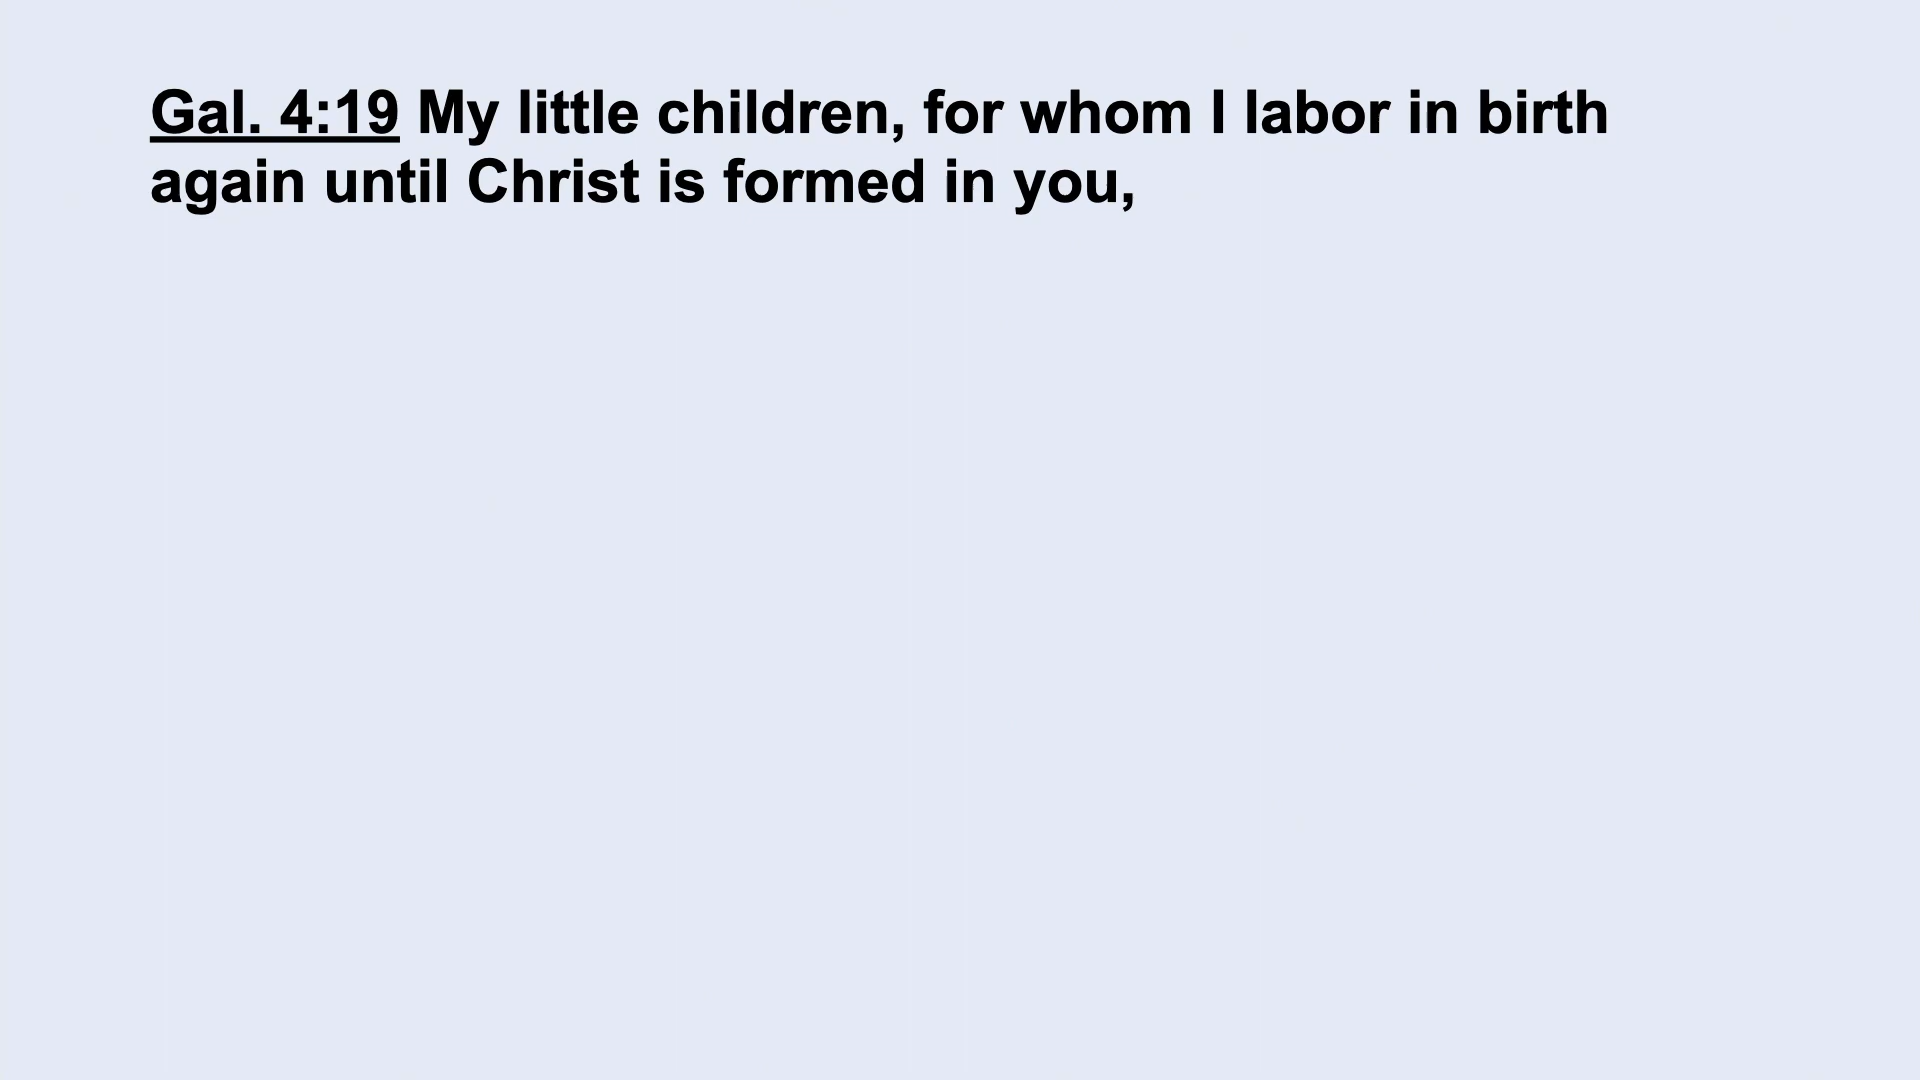 Gal. 4:19 My little children, for whom I labor in birth
again until Christ is formed in you,